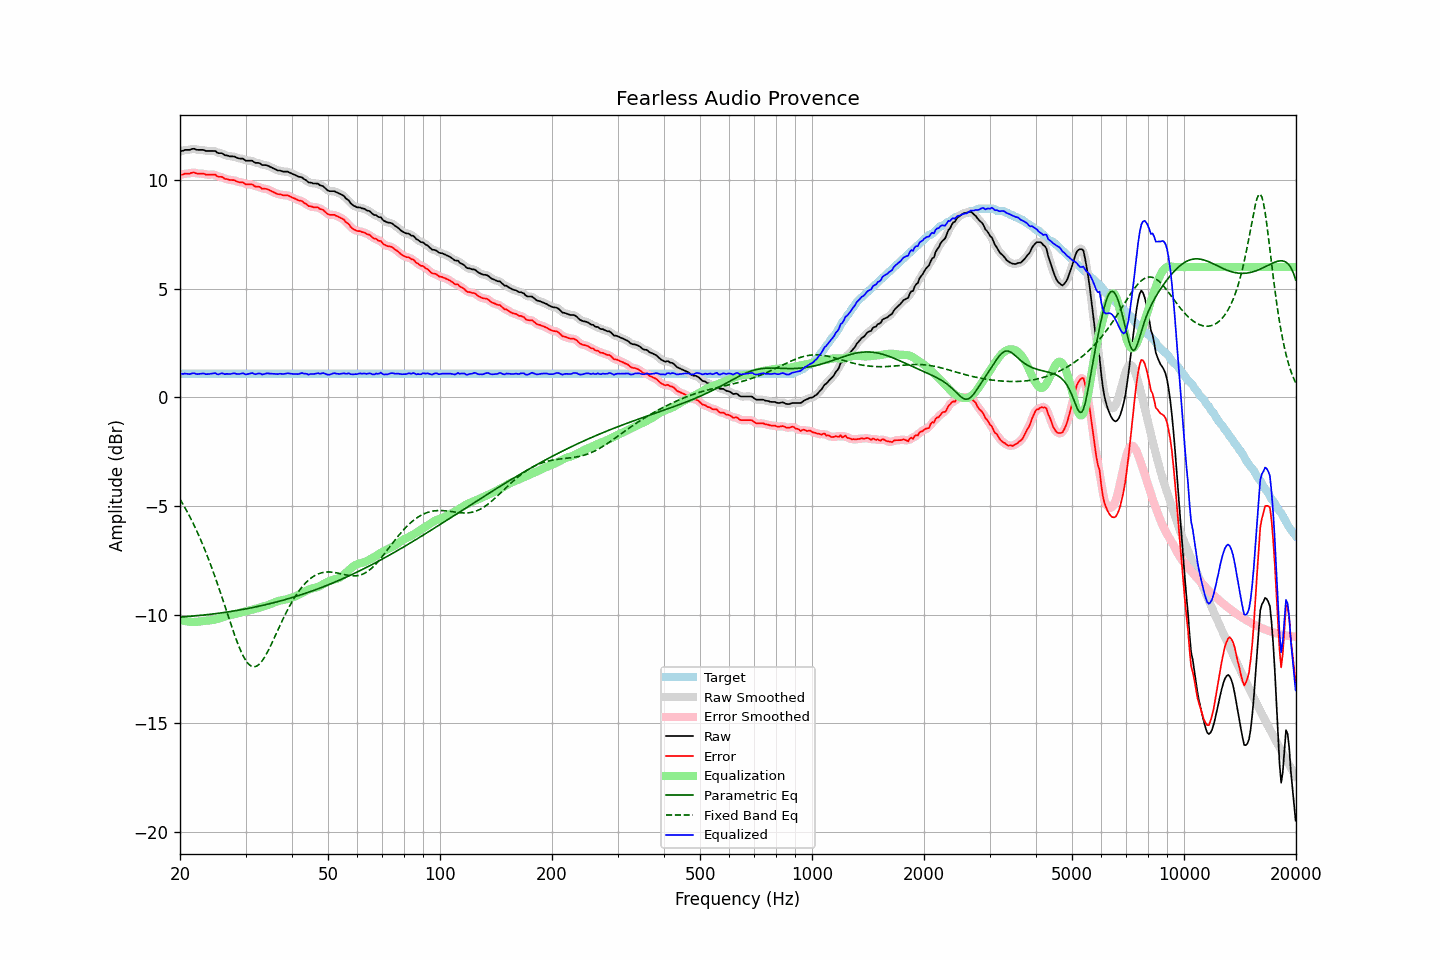 Fearless Audio Provence
Amplitude (dBr)
10
5
0
−5
−10
−15
−20
Target
Raw Smoothed
Error Smoothed
Raw
Error
Equalization
Parametric Eq
Fixed Band Eq
Equalized
20 50 100 200 500 1000 2000 5000 10000 20000
Frequency (Hz)